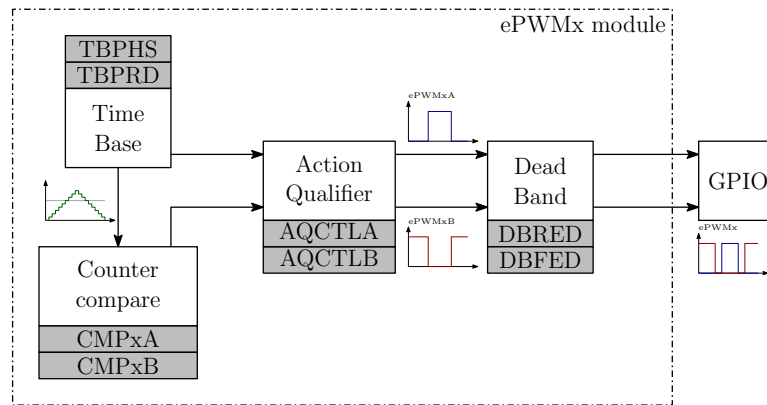 ePWMx module
TBPHS
TBPRD
Time
Base
ePWMxA
Action
Qualifier
Dead
Band
GPIO
AQCTLA
AQCTLB
ePWMxB
DBRED
DBFED
ePWMx
Counter
compare
CMPxA
CMPxB